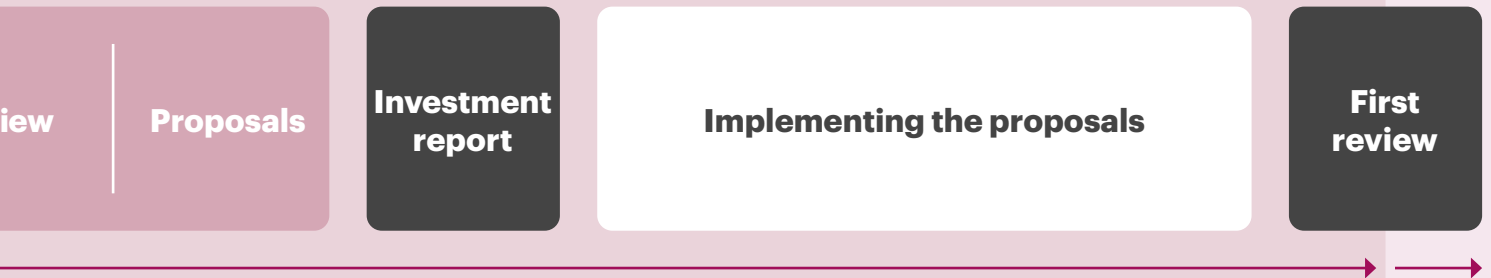 iew
Proposals
Investment
report
Implementing the proposals
First
review